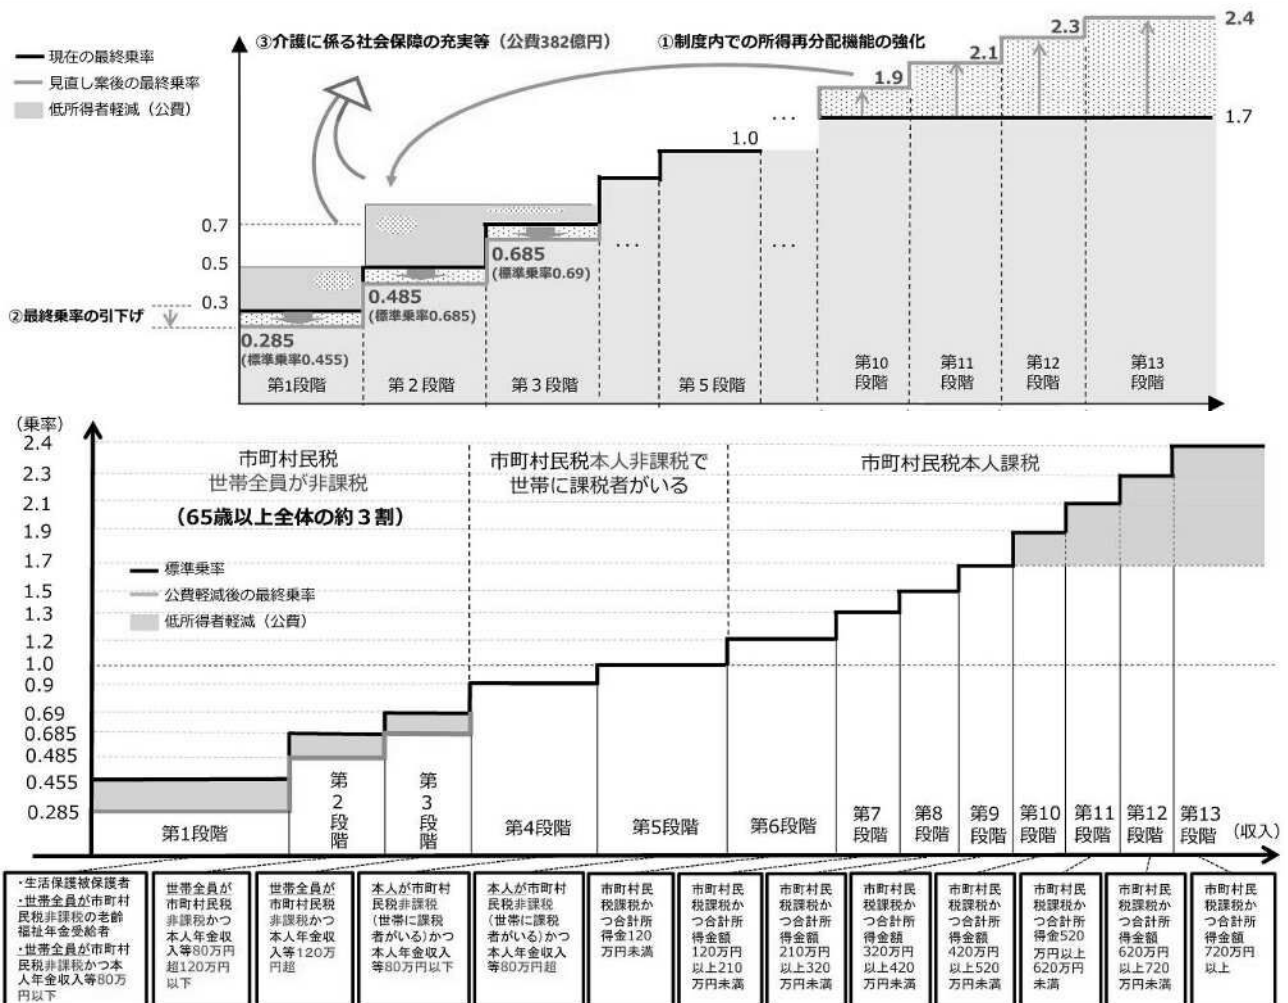 ③介護に係る社会保障の充実等（公費382億円）
①制度内での所得再分配機能の強化
現在の最終乗率
見直し案後の最終乗率
低所得者軽減（公費）
2.4
2.3
2.1
1.9
1.7
1.0
…
…
…
0.7
0.5
0.3
②最終乗率の引下げ
0.685
(標準乗率0.69)
0.485
(標準乗率0.685)
0.285
(標準乗率0.455)
第1段階
第２段階
第３段階
第５段階
第10
段階
第11
段階
第12
段階
第13
段階
（乗率）
2.4
2.3
2.1
1.9
1.7
1.5
1.3
1.2
1.0
0.9
0.69
0.685
0.485
0.455
0.285
市町村民税
世帯全員が非課税
（65歳以上全体の約３割）
市町村民税本人非課税で
世帯に課税者がいる
市町村民税本人課税
標準乗率
公費軽減後の最終乗率
低所得者軽減（公費）
第1段階
第2段階
第3段階
第4段階
第5段階
第6段階
第7
段階
第8
段階
第9
段階
第10
段階
第11
段階
第12
段階
第13
段階
（収入）
・生活保護被保護者
・世帯全員が市町村
民税非課税の老齢
福祉年金受給者
・世帯全員が市町村
民税非課税かつ本
人年金収入等80万
円以下
世帯全員が
市町村民税
非課税かつ
本人年金収
入等80万円
超120万円
以下
世帯全員が
市町村民税
非課税かつ
本人年金収
入等120万
円超
本人が市町村
民税非課税
（世帯に課税
者がいる）かつ
本人年金収入
等80万円以下
本人が市町村
民税非課税
（世帯に課税
者がいる）かつ
本人年金収入
等80万円超
市町村民
税課税か
つ合計所
得金120
万円未満
市町村民
税課税か
つ合計所
得金額
120万円
以上210
万円未満
市町村民
税課税か
つ合計所
得金額
210万円
以上320
万円未満
市町村民
税課税か
つ合計所
得金額
320万円
以上420
万円未満
市町村民
税課税か
つ合計所
得金額
420万円
以上520
万円未満
市町村民
税課税か
つ合計所
得金520
万円以上
620万円
未満
市町村民
税課税か
つ合計所
得金額
620万円
以上720
万円未満
市町村民
税課税か
つ合計所
得金額
720万円
以上